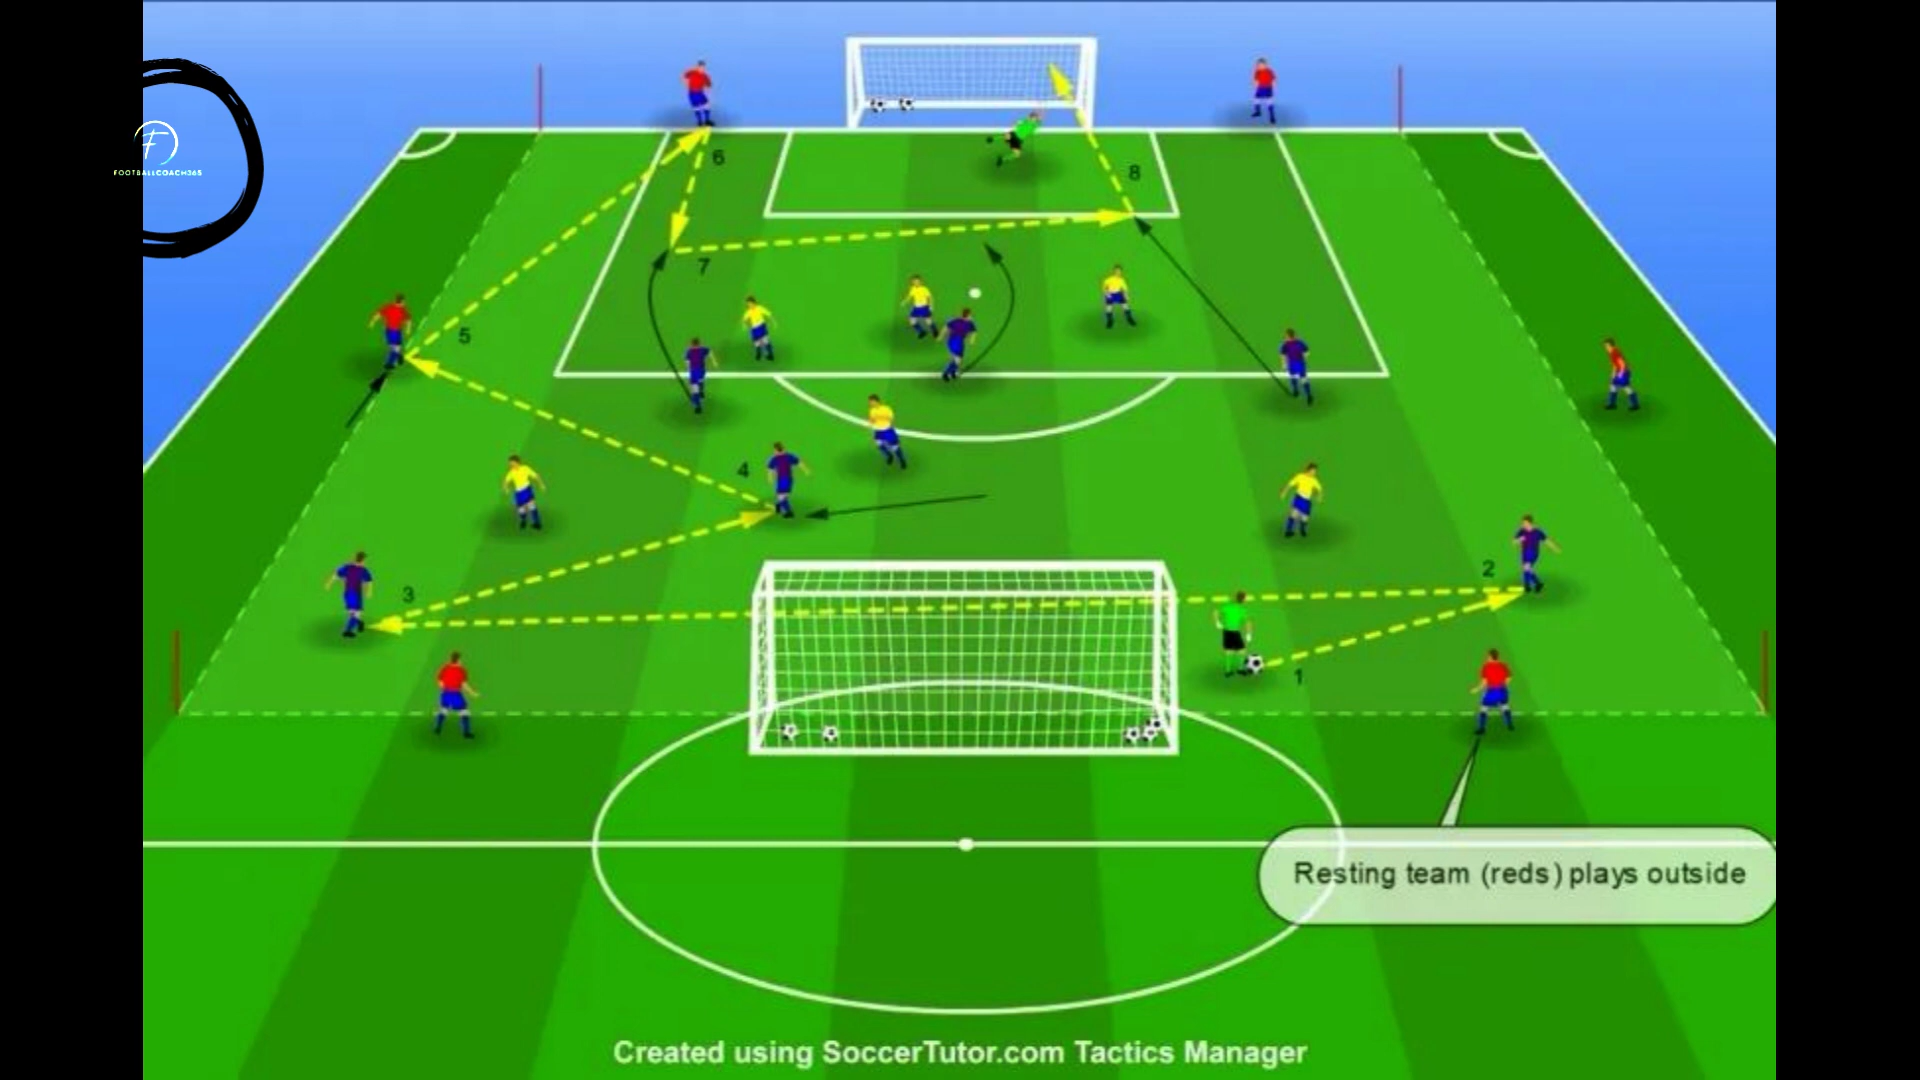 F
FOOTBALLCOACH365
6
8
7
5
4
3
2
1
Resting team (reds) plays outside
Created using SoccerTutor.com Tactics Manager